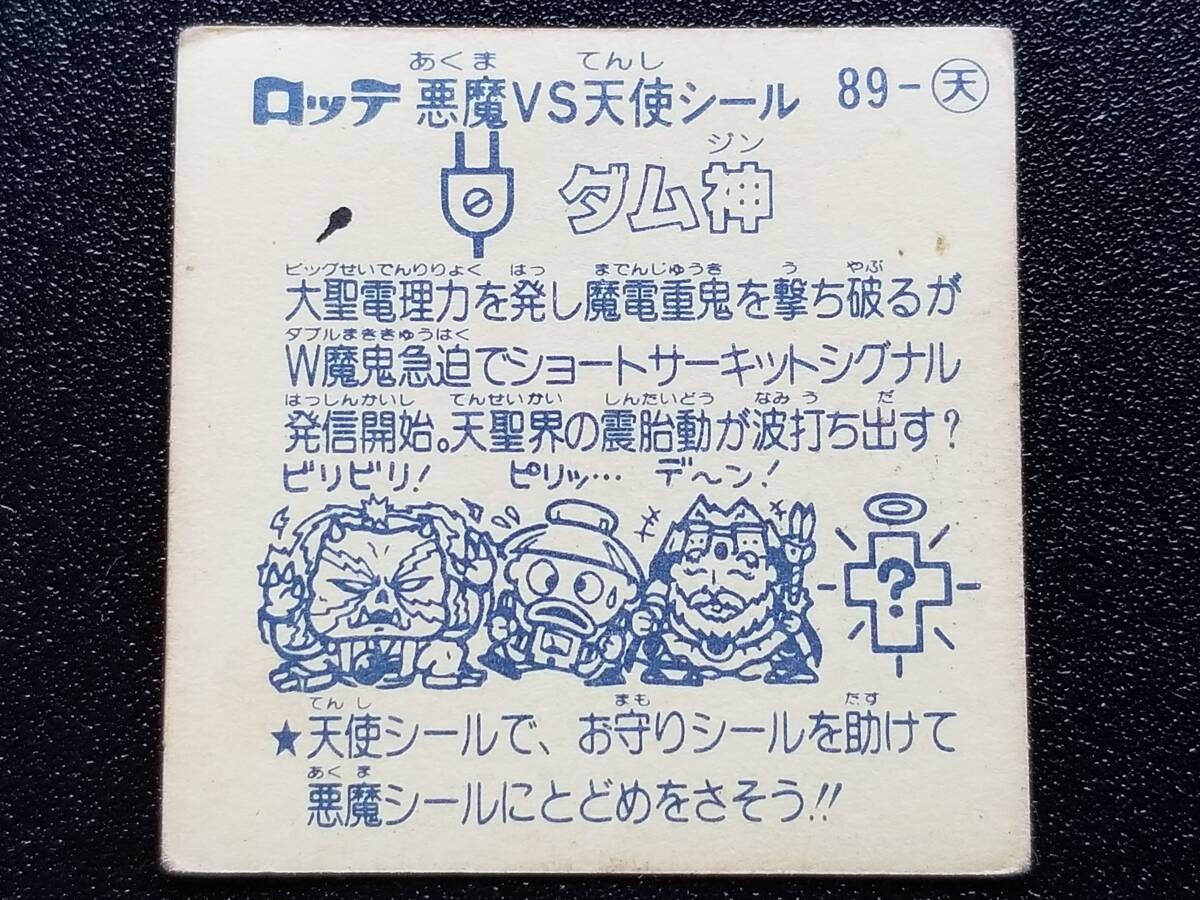 あくま てんし
ロッテ 悪魔VS天使シール 89-天
ジン
ダム神
ビッグせいでんりりょく はっ までんじゅうき う やぶ
大聖電理力を発し魔電重鬼を撃ち破るが
ダブルまききゅうはく
W魔鬼急迫でショートサーキットシグナル
はっしんかいし てんせいかい しんたいどう なみう だ
発信開始。天聖界の震胎動が波打ち出す?
ビリビリ! ピリッ… デ〜ン!
?
てんし まも たす
★天使シールで、お守りシールを助けて
あくま
悪魔シールにとどめをさそう!!